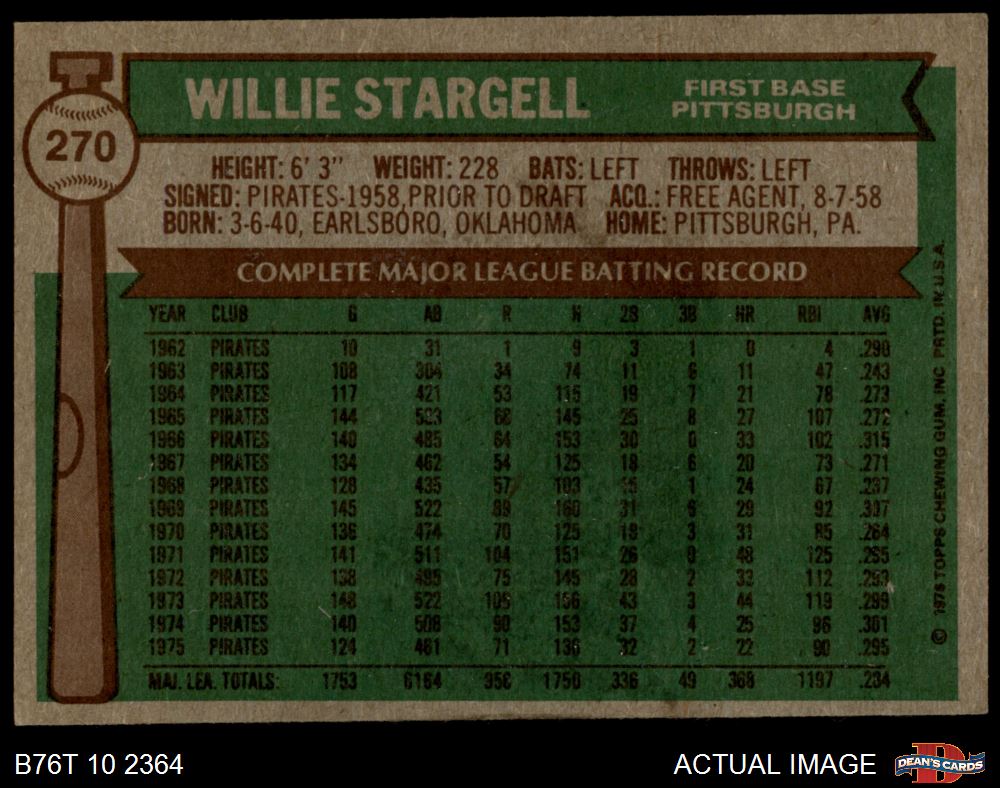 WILLIE STARGELL
FIRST BASE
PITTSBURGH
270
HEIGHT: 6' 3" WEIGHT: 228 BATS: LEFT THROWS: LEFT
SIGNED: PIRATES-1958, PRIOR TO DRAFT ACQ.: FREE AGENT, 8-7-58
BORN: 3-6-40, EARLSBORO, OKLAHOMA HOME: PITTSBURGH, PA.
COMPLETE MAJOR LEAGUE BATTING RECORD
YEAR CLUB G AB R H 2B 3B HR RBI AVG
1962 PIRATES 10 31 1 9 3 1 0 4 .290
1963 PIRATES 108 304 34 74 11 6 11 47 .243
1964 PIRATES 117 421 53 115 19 7 21 78 .273
1965 PIRATES 144 533 68 145 25 8 27 107 .272
1966 PIRATES 140 485 64 153 30 0 33 102 .315
1967 PIRATES 134 462 54 125 18 6 20 73 .271
1968 PIRATES 128 435 57 103 15 1 24 67 .237
1969 PIRATES 145 522 89 160 31 6 29 92 .307
1970 PIRATES 136 474 70 125 18 3 31 85 .264
1971 PIRATES 141 511 104 151 26 0 48 125 .295
1972 PIRATES 138 495 75 145 28 2 33 112 .293
1973 PIRATES 148 522 106 156 43 3 44 119 .299
1974 PIRATES 140 508 90 153 37 4 25 96 .301
1975 PIRATES 124 461 71 136 32 2 22 90 .295
MAJ. LEA. TOTALS: 1753 6164 1750 336 49 368 1197
© 1976 TOPPS CHEWING GUM, INC PRTD. IN U.S.A.
B76T 10 2364
ACTUAL IMAGE
DEAN'S CARDS